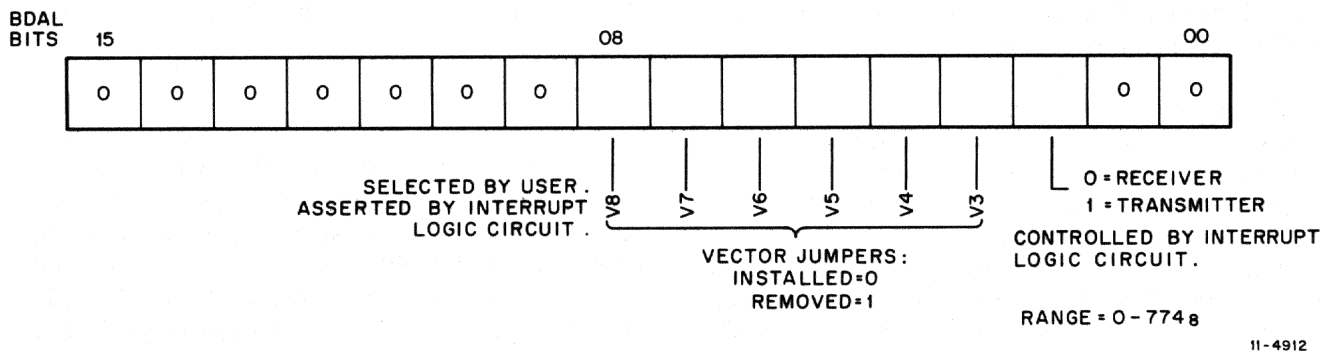 BDAL
BITS 15 08 00
0 0 0 0 0 0 0 0 0
SELECTED BY USER.
ASSERTED BY INTERRUPT
LOGIC CIRCUIT.
V8 V7 V6 V5 V4 V3
VECTOR JUMPERS:
INSTALLED=0
REMOVED=1
0=RECEIVER
1=TRANSMITTER
CONTROLLED BY INTERRUPT
LOGIC CIRCUIT.
RANGE = 0-774₈
11-4912